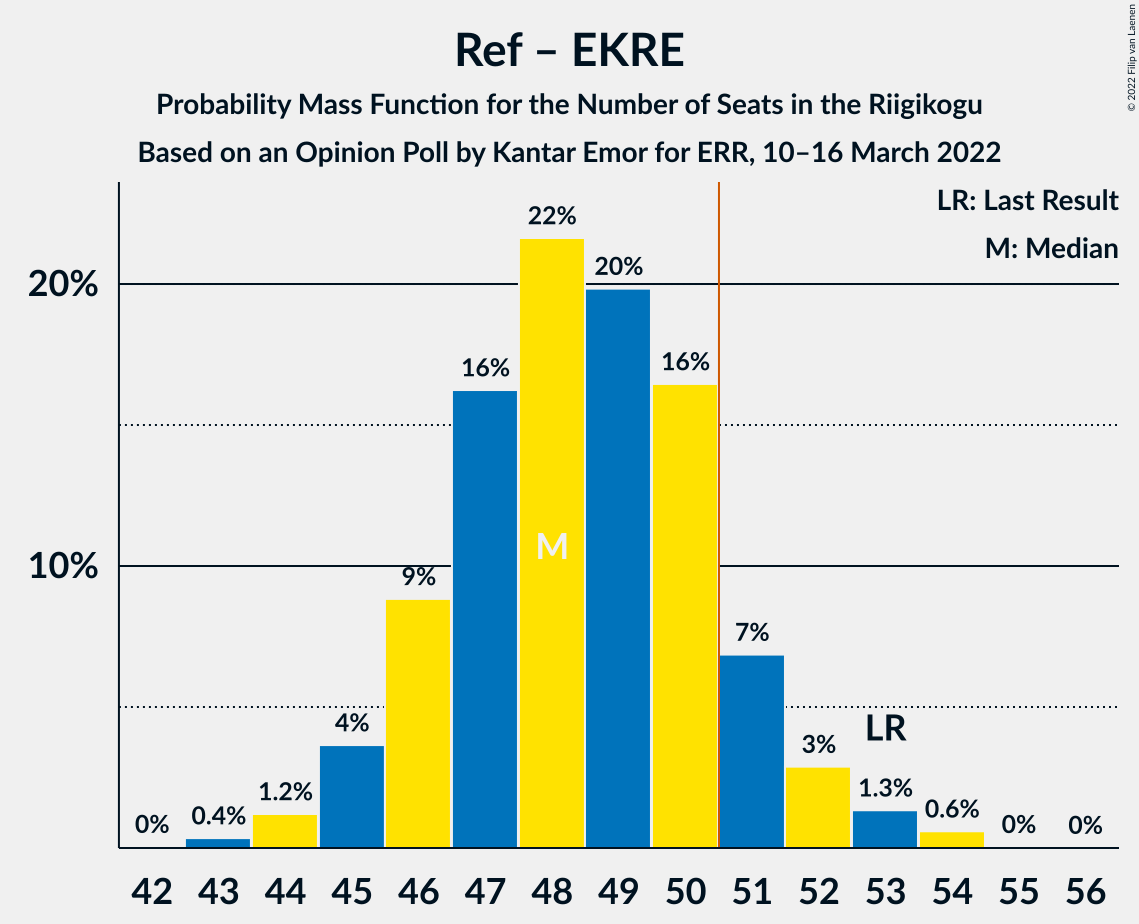 Ref – EKRE
Probability Mass Function for the Number of Seats in the Riigikogu
Based on an Opinion Poll by Kantar Emor for ERR, 10–16 March 2022
© 2022 Filip van Laenen
LR: Last Result
M: Median
22%
20%
20%
16%
16%
M
10%
9%
7%
4%
LR
3%
1.2%
1.3%
0.4%
0.6%
0%
0%
0%
42 43 44 45 46 47 48 49 50 51 52 53 54 55 56